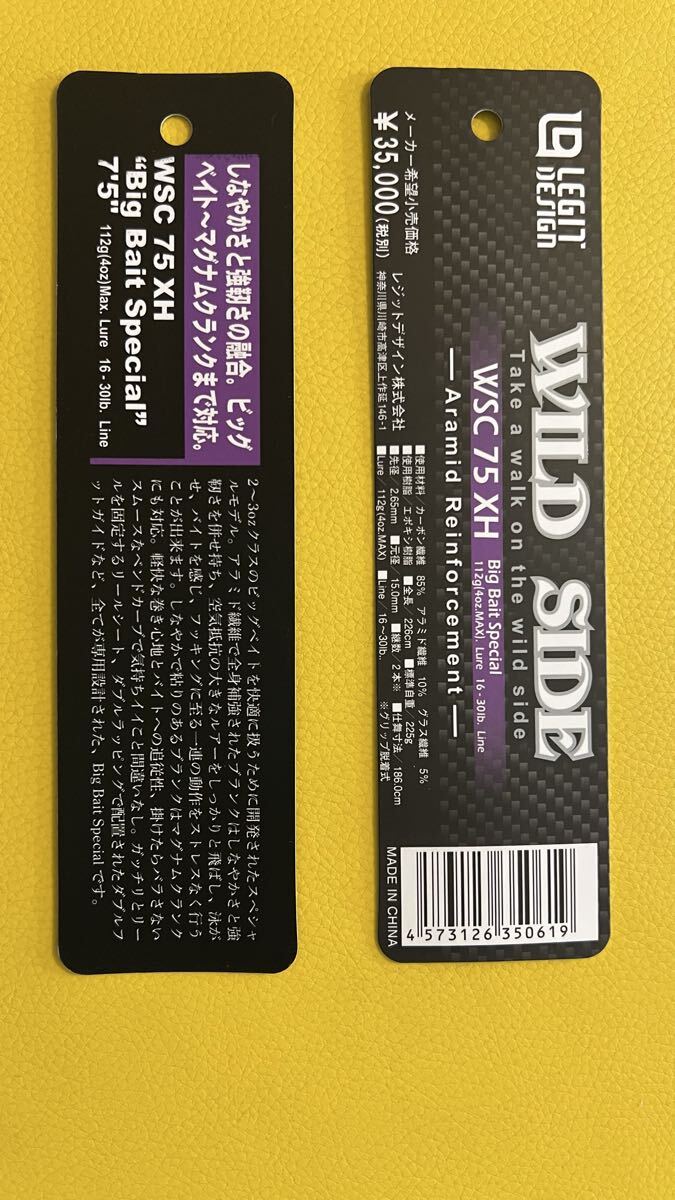 しなやかさと強靭さの融合。ビッグ
ベイト～マグナムクランクまで対応。
WSC 75 XH
“Big Bait Special”
7'5" 112g(4oz)Max. Lure 16-30lb. Line
2～3ozクラスのビッグベイトを快適に扱うために開発されたスペシャ
ルモデル。アラミド繊維で全身補強されたブランクはしなやかさと強
靭さを併せ持ち、空気抵抗の大きなルアーをしっかりと飛ばし、泳が
せ、バイトを感じ、フッキングに至る一連の動作をストレスなく行う
ことが出来ます。しなやかで粘りのあるブランクはマグナムクランク
にも対応。軽快な巻き心地とバイトへの追従性、掛けたらバラさない
スムースなベンドカーブで気持ちイイこと間違いなし。ガッチリとリー
ルを固定するリールシート、ダブルラッピングで配置されたダブルフ
ットガイドなど、全てが専用設計された、Big Bait Specialです。
LEGIT
DESIGN
WILD SIDE
Take a walk on the wild side
WSC 75 XH Big Bait Special
112g(4oz.MAX). Lure 16-30lb. Line
— Aramid Reinforcement —
■使用材料／カーボン繊維 85% アラミド繊維 10% グラス繊維 5%
■使用樹脂／エポキシ樹脂 ■全長／226cm ■標準自重／225g
■先径／2.65mm ■元径／15.0mm ■継数／2本※ ■仕舞寸法／186.0cm
■Lure／112g(4oz.MAX) ■Line／16～30lb. ※グリップ脱着式
メーカー希望小売価格
¥35,000(税別)
レジットデザイン株式会社
神奈川県川崎市高津区上作延146-1
MADE IN CHINA
4 573126 350619